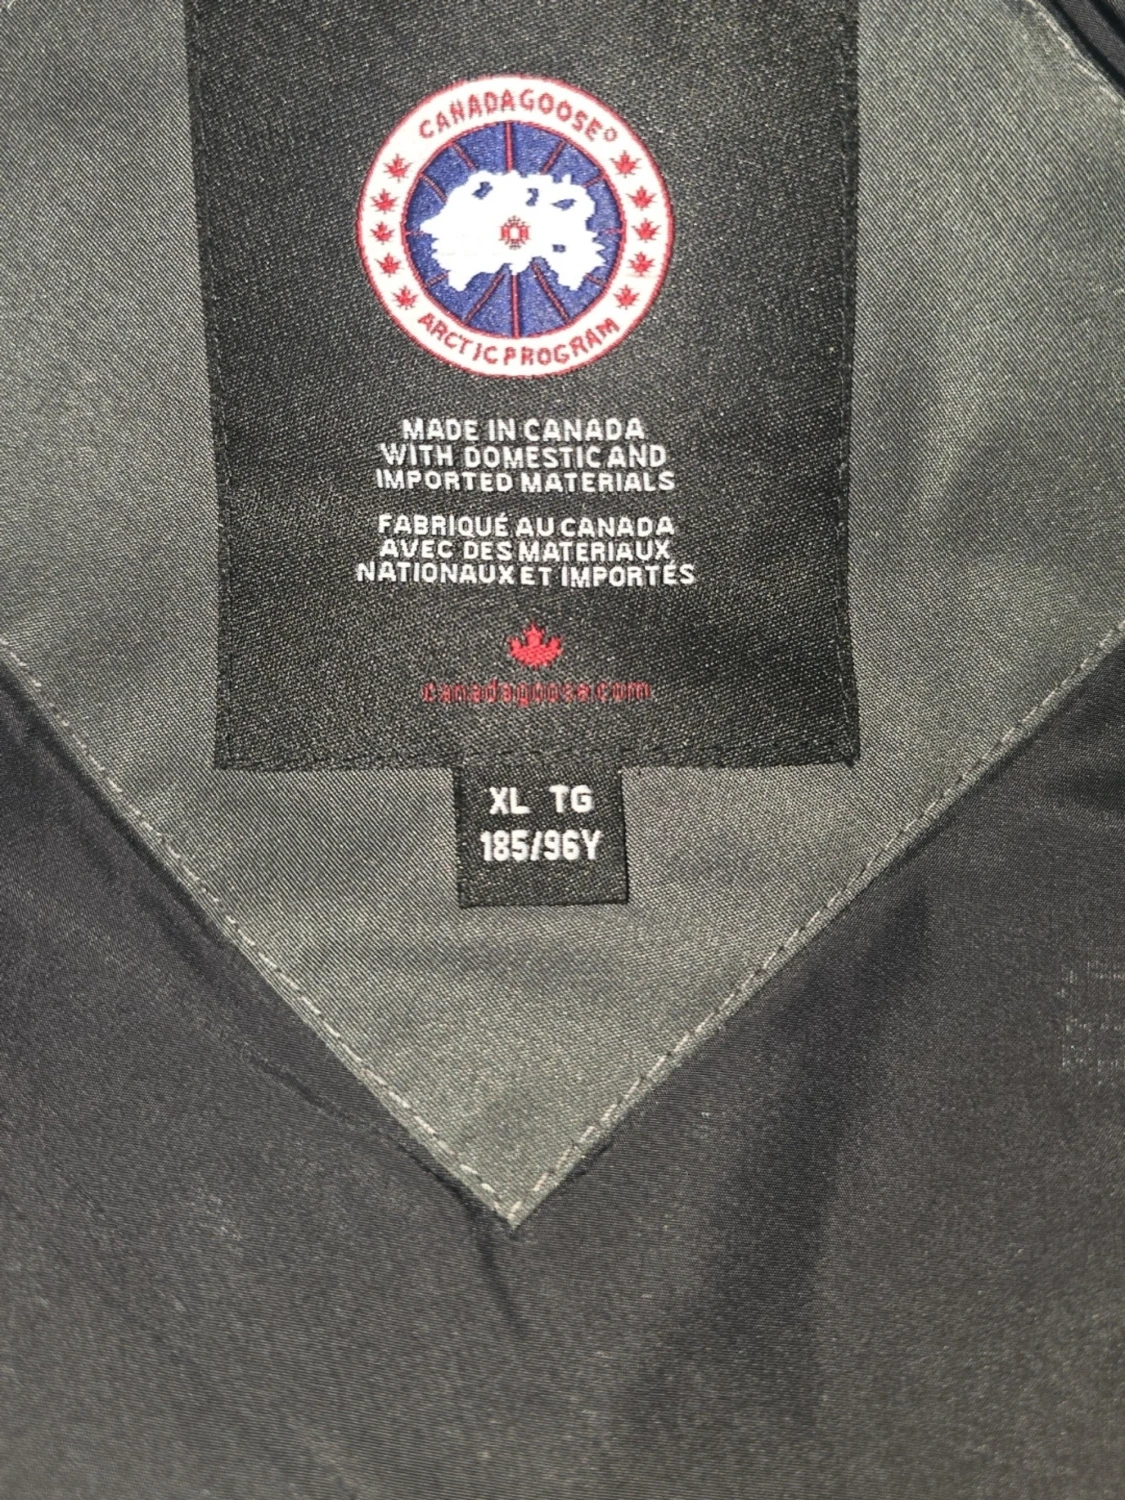 CANADA GOOSE
ARCTIC PROGRAM
MADE IN CANADA
WITH DOMESTIC AND
IMPORTED MATERIALS
FABRIQUÉ AU CANADA
AVEC DES MATERIAUX
NATIONAUX ET IMPORTÉS
canadagoose.com
XL TG
185/96Y